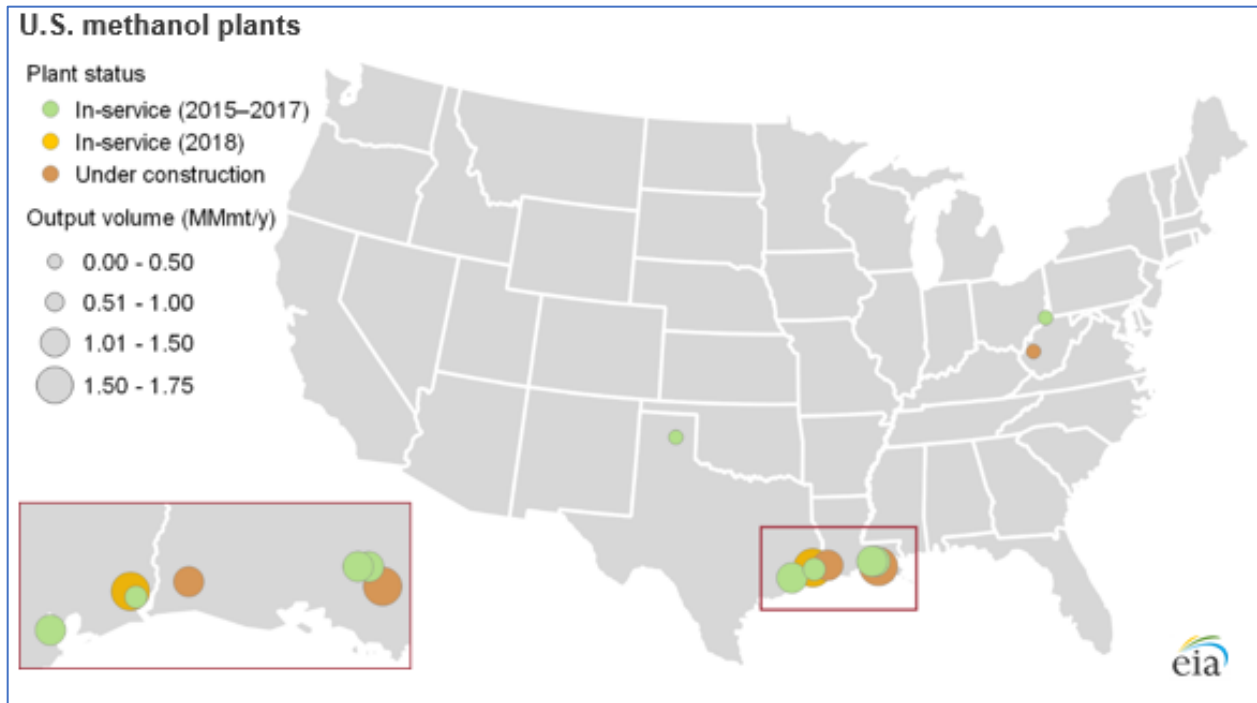 U.S. methanol plants
Plant status
In-service (2015–2017)
In-service (2018)
Under construction
Output volume (MMmt/y)
0.00 - 0.50
0.51 - 1.00
1.01 - 1.50
1.50 - 1.75
eia